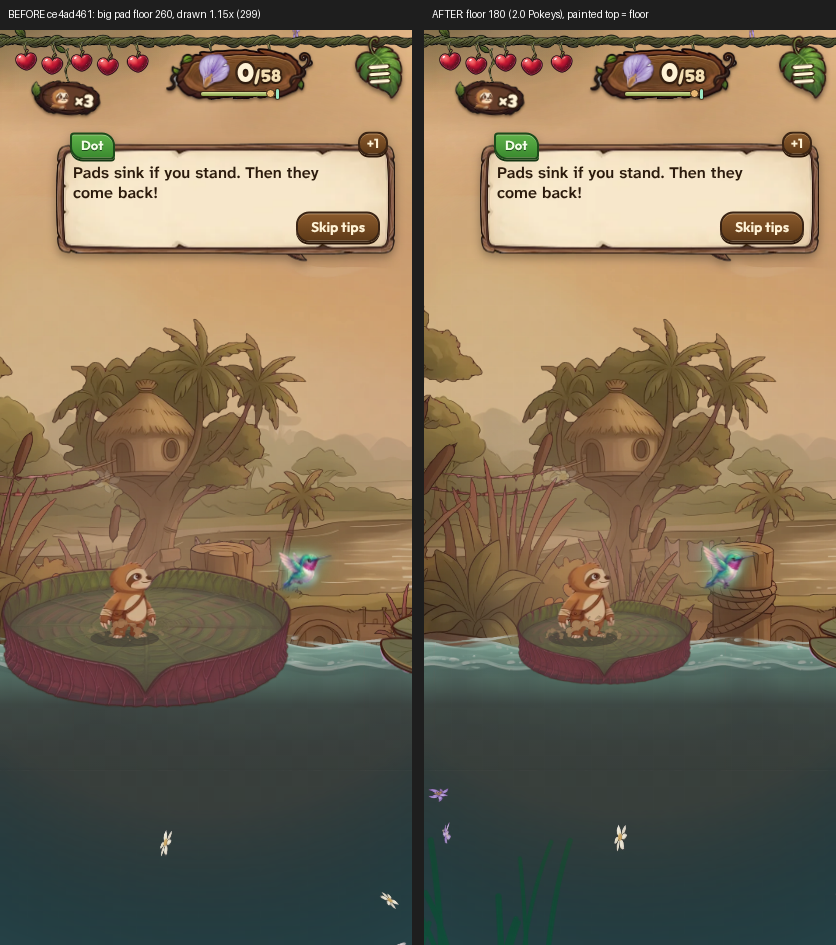 BEFORE ce4ad461: big pad floor 260, drawn 1.15x (299)
0/58
×3
Dot
+1
Pads sink if you stand. Then they
come back!
Skip tips
AFTER: floor 180 (2.0 Pokeys), painted top = floor
0/58
×3
Dot
+1
Pads sink if you stand. Then they
come back!
Skip tips